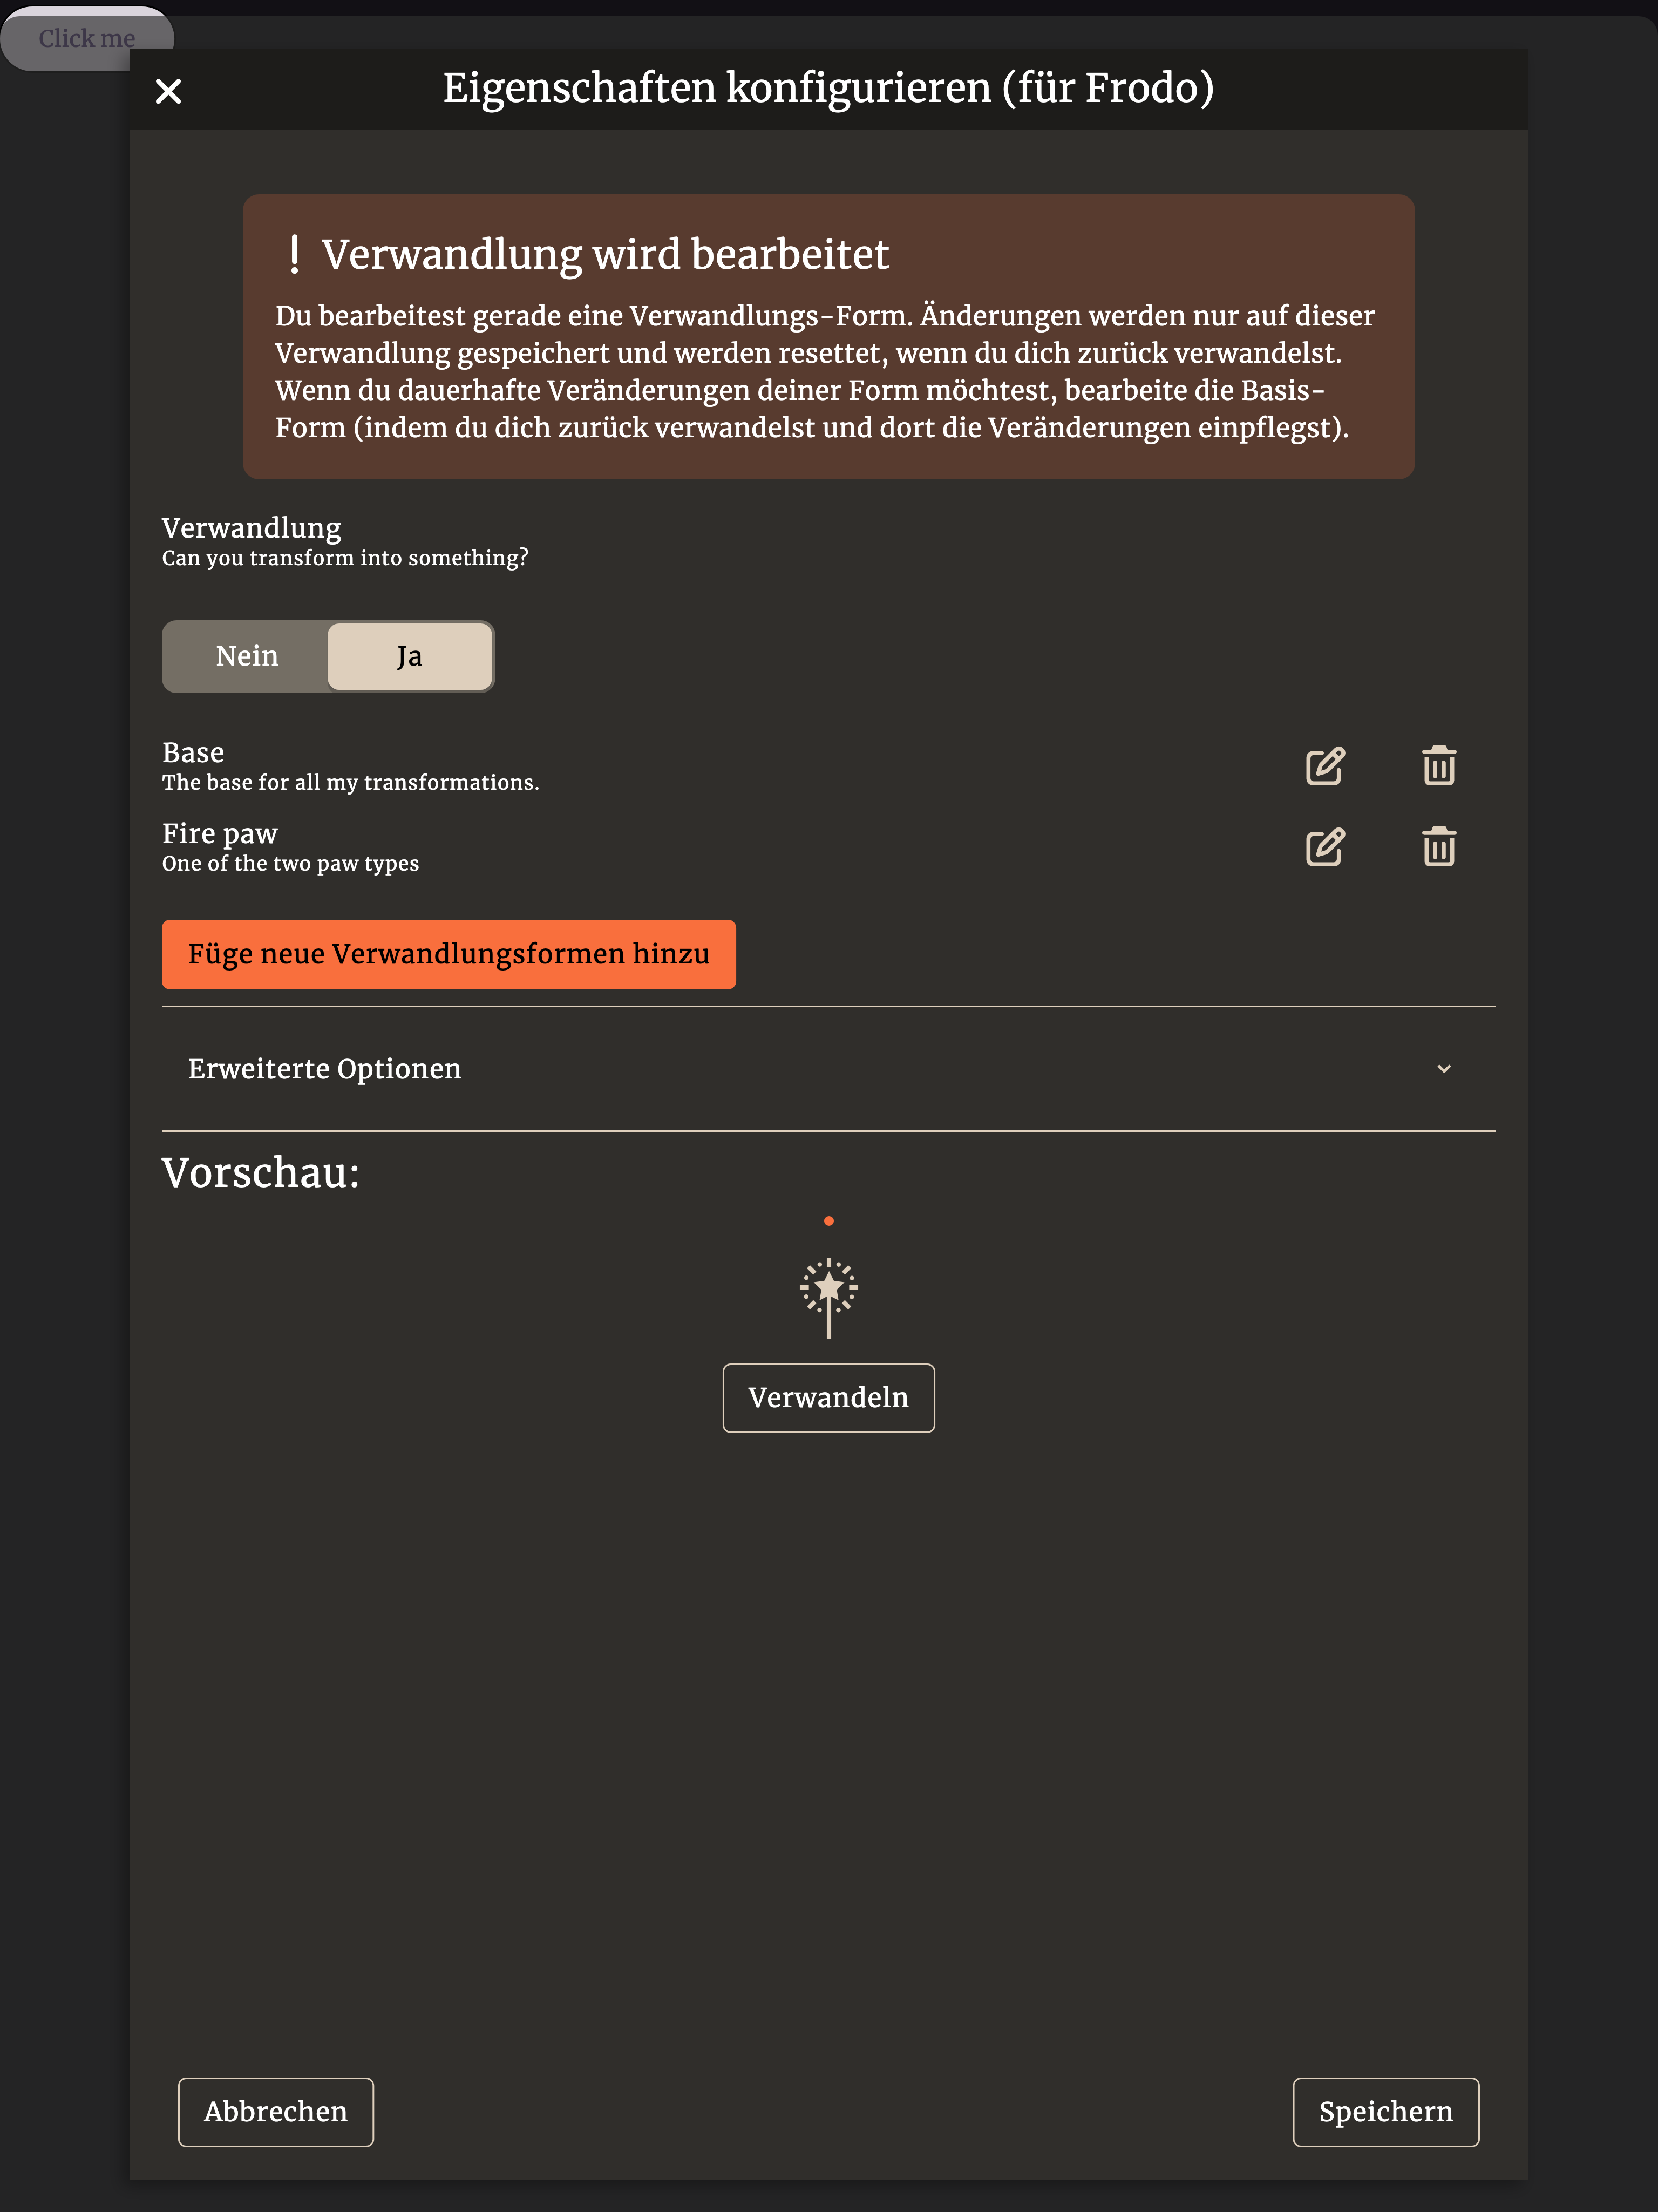 Click me
Eigenschaften konfigurieren (für Frodo)
! Verwandlung wird bearbeitet
Du bearbeitest gerade eine Verwandlungs-Form. Änderungen werden nur auf dieser
Verwandlung gespeichert und werden resettet, wenn du dich zurück verwandelst.
Wenn du dauerhafte Veränderungen deiner Form möchtest, bearbeite die Basis-
Form (indem du dich zurück verwandelst und dort die Veränderungen einpflegst).
Verwandlung
Can you transform into something?
Nein Ja
Base
The base for all my transformations.
Fire paw
One of the two paw types
Füge neue Verwandlungsformen hinzu
Erweiterte Optionen
Vorschau:
Verwandeln
Abbrechen Speichern